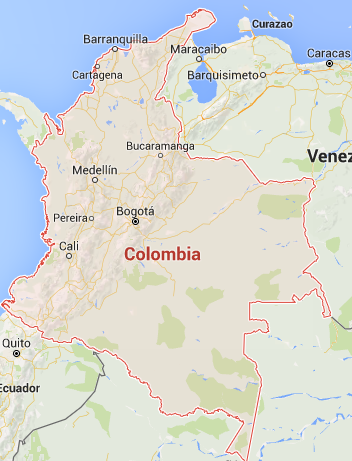 Curazao
Barranquilla
Maracaibo
Caracas
Cartagena
Barquisimeto
Bucaramanga
Venez
Medellín
Pereira
Bogotá
Cali
Colombia
Quito
Ecuador